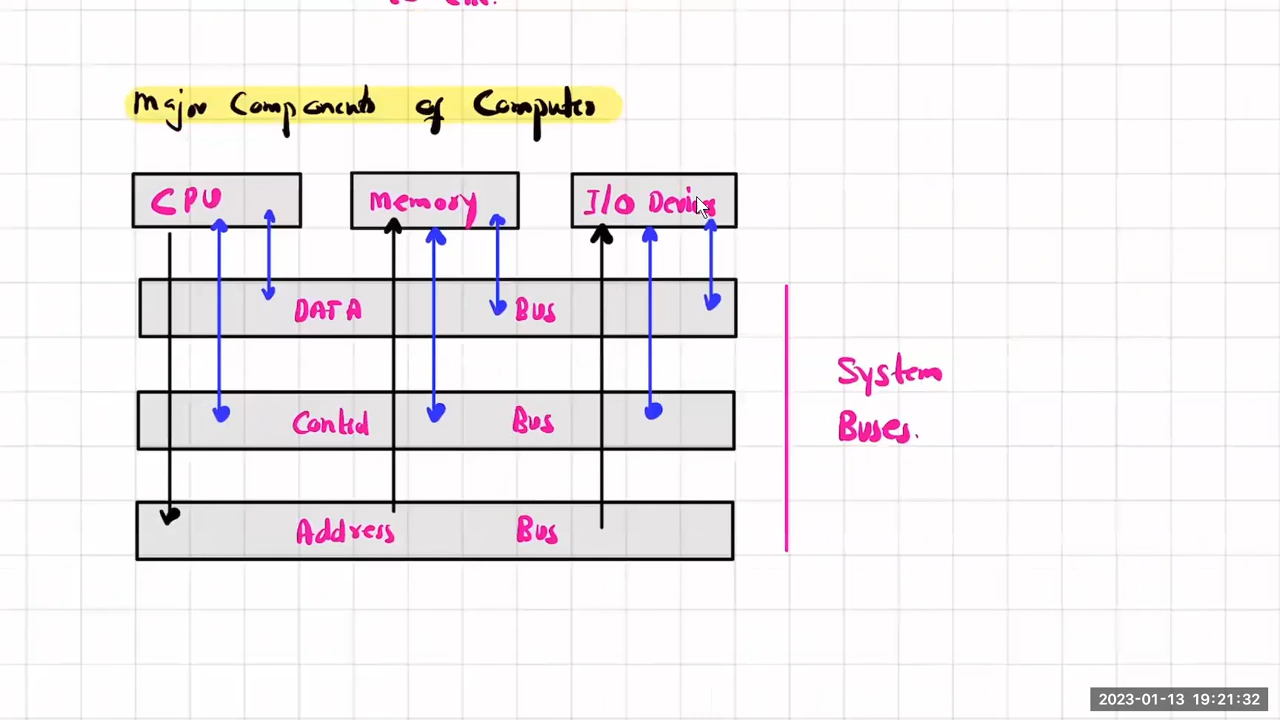 Major Components of Computer
CPU Memory I/O Devices
DATA Bus
Control Bus
Address Bus
System
Buses.
2023-01-13 19:21:32